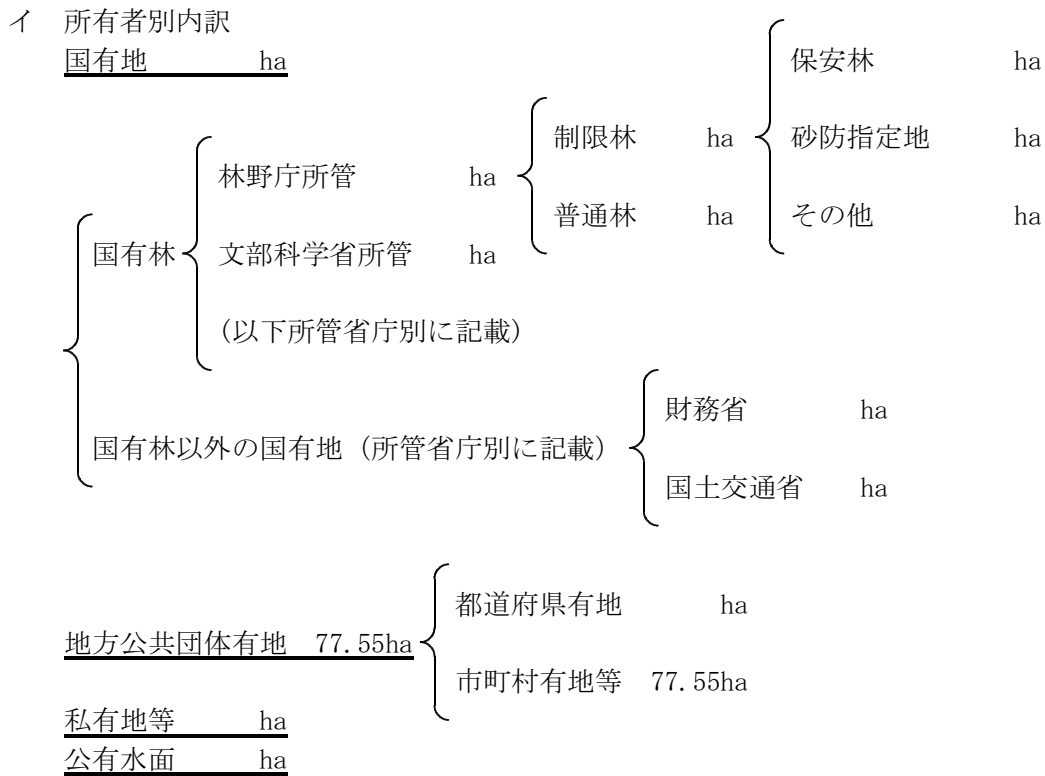 イ 所有者別内訳
国有地 ha
保安林 ha
制限林 ha
砂防指定地 ha
林野庁所管 ha
普通林 ha
その他 ha
国有林
文部科学省所管 ha
(以下所管省庁別に記載)
財務省 ha
国有林以外の国有地 (所管省庁別に記載)
国土交通省 ha
都道府県有地 ha
地方公共団体有地 77.55ha
市町村有地等 77.55ha
私有地等 ha
公有水面 ha